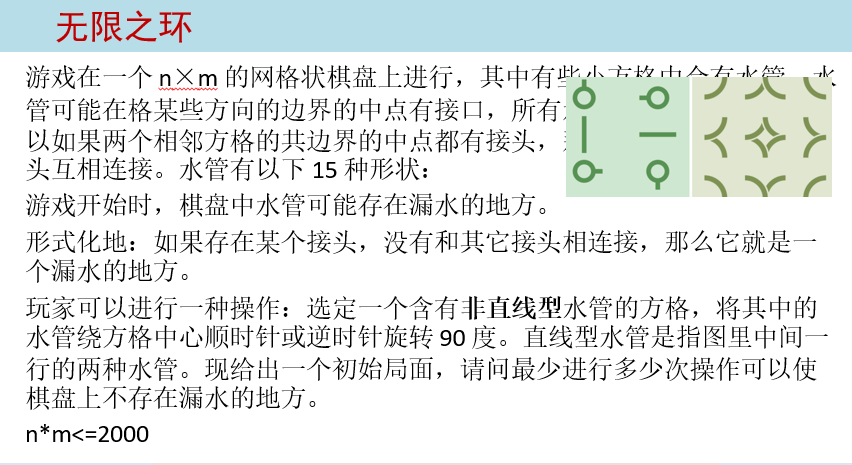 无限之环
游戏在一个 n×m 的网格状棋盘上进行，其中有些
管可能在格某些方向的边界的中点有接口，所有
以如果两个相邻方格的共边界的中点都有接头，
头互相连接。水管有以下 15 种形状：
游戏开始时，棋盘中水管可能存在漏水的地方。
形式化地：如果存在某个接头，没有和其它接头相连接，那么它就是一
个漏水的地方。
玩家可以进行一种操作：选定一个含有非直线型水管的方格，将其中的
水管绕方格中心顺时针或逆时针旋转 90 度。直线型水管是指图里中间一
行的两种水管。现给出一个初始局面，请问最少进行多少次操作可以使
棋盘上不存在漏水的地方。
n*m<=2000